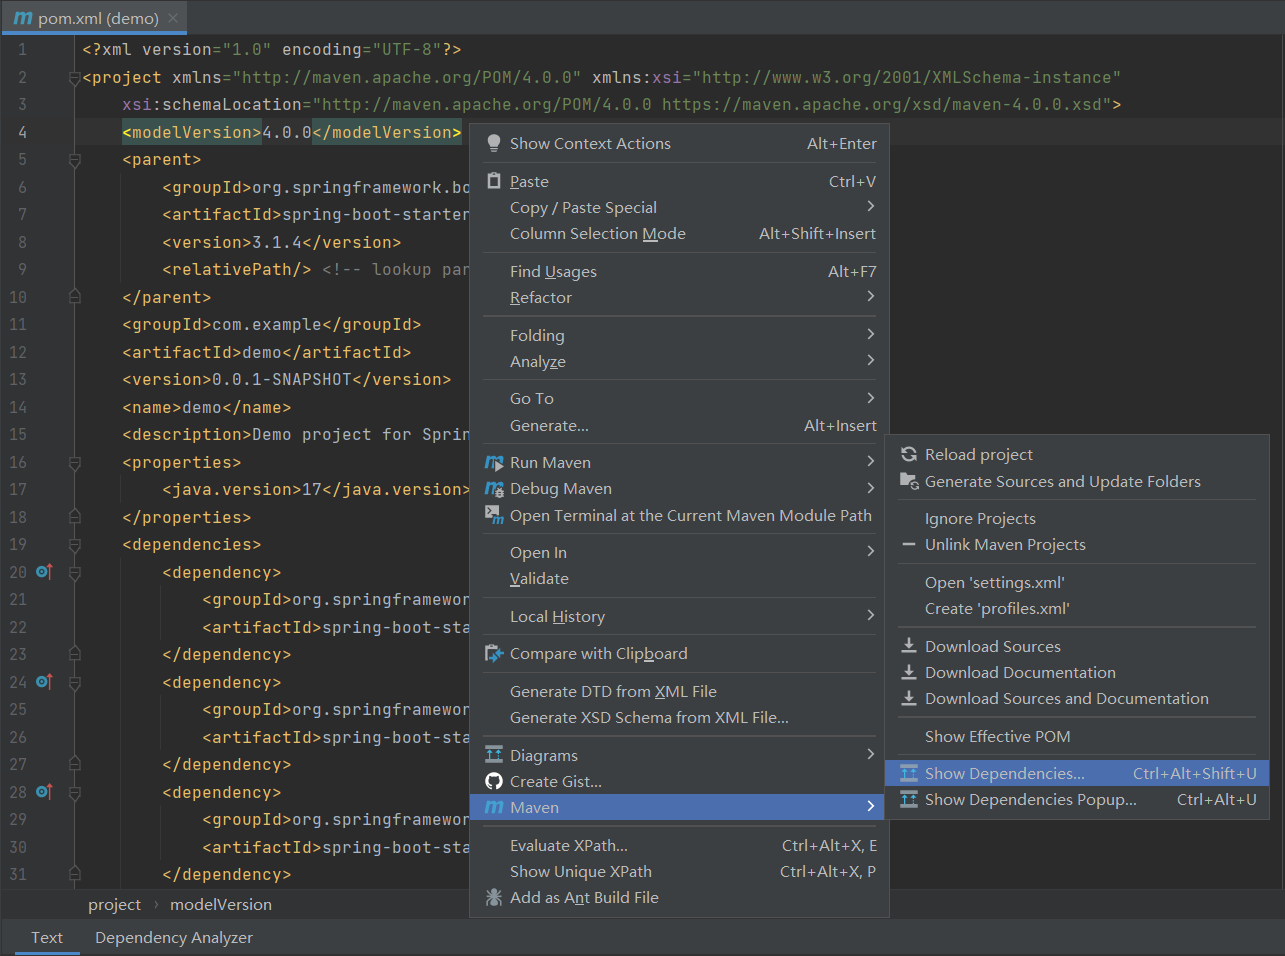 pom.xml (demo)
1 <?xml version="1.0" encoding="UTF-8"?>
2 <project xmlns="http://maven.apache.org/POM/4.0.0" xmlns:xsi="http://www.w3.org/2001/XMLSchema-instance"
3 xsi:schemaLocation="http://maven.apache.org/POM/4.0.0 https://maven.apache.org/xsd/maven-4.0.0.xsd">
4 <modelVersion>4.0.0</modelVersion>
5 <parent>
6 <groupId>org.springframework.bo
7 <artifactId>spring-boot-starter
8 <version>3.1.4</version>
9 <relativePath/> <!-- lookup par
10 </parent>
11 <groupId>com.example</groupId>
12 <artifactId>demo</artifactId>
13 <version>0.0.1-SNAPSHOT</version>
14 <name>demo</name>
15 <description>Demo project for Sprin
16 <properties>
17 <java.version>17</java.version>
18 </properties>
19 <dependencies>
20 <dependency>
21 <groupId>org.springframewor
22 <artifactId>spring-boot-sta
23 </dependency>
24 <dependency>
25 <groupId>org.springframewor
26 <artifactId>spring-boot-sta
27 </dependency>
28 <dependency>
29 <groupId>org.springframewor
30 <artifactId>spring-boot-sta
31 </dependency>
Show Context Actions Alt+Enter
Paste Ctrl+V
Copy / Paste Special
Column Selection Mode Alt+Shift+Insert
Find Usages Alt+F7
Refactor
Folding
Analyze
Go To
Generate... Alt+Insert
Run Maven
Debug Maven
Open Terminal at the Current Maven Module Path
Open In
Validate
Local History
Compare with Clipboard
Generate DTD from XML File
Generate XSD Schema from XML File...
Diagrams
Create Gist...
Maven
Evaluate XPath... Ctrl+Alt+X, E
Show Unique XPath Ctrl+Alt+X, P
Add as Ant Build File
Reload project
Generate Sources and Update Folders
Ignore Projects
Unlink Maven Projects
Open 'settings.xml'
Create 'profiles.xml'
Download Sources
Download Documentation
Download Sources and Documentation
Show Effective POM
Show Dependencies... Ctrl+Alt+Shift+U
Show Dependencies Popup... Ctrl+Alt+U
project › modelVersion
Text Dependency Analyzer